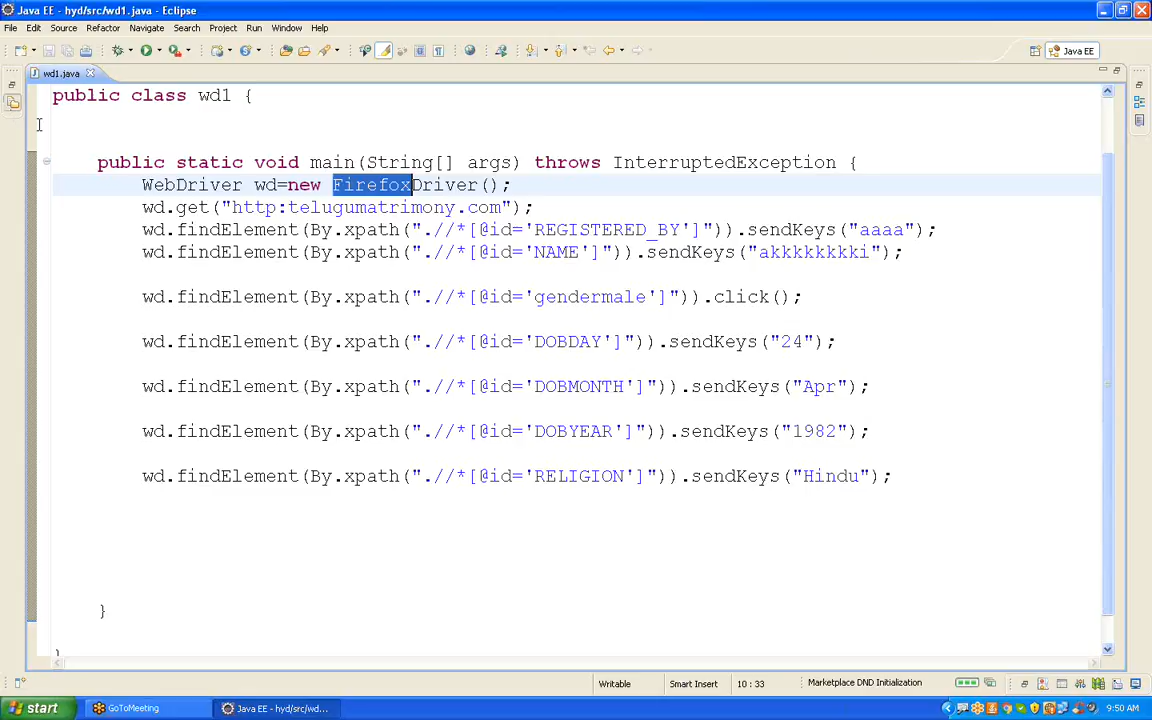 Java EE - hyd/src/wd1.java - Eclipse
File Edit Source Refactor Navigate Search Project Run Window Help
Java EE
wd1.java
public class wd1 {
public static void main(String[] args) throws InterruptedException {
WebDriver wd=new FirefoxDriver();
wd.get("http:telugumatrimony.com");
wd.findElement(By.xpath(".//*[@id='REGISTERED_BY']")).sendKeys("aaaa");
wd.findElement(By.xpath(".//*[@id='NAME']")).sendKeys("akkkkkkkki");
wd.findElement(By.xpath(".//*[@id='gendermale']")).click();
wd.findElement(By.xpath(".//*[@id='DOBDAY']")).sendKeys("24");
wd.findElement(By.xpath(".//*[@id='DOBMONTH']")).sendKeys("Apr");
wd.findElement(By.xpath(".//*[@id='DOBYEAR']")).sendKeys("1982");
wd.findElement(By.xpath(".//*[@id='RELIGION']")).sendKeys("Hindu");
}
}
Writable Smart Insert 10 : 33 Marketplace DND Initialization
start GoToMeeting Java EE - hyd/src/wd... 9:50 AM